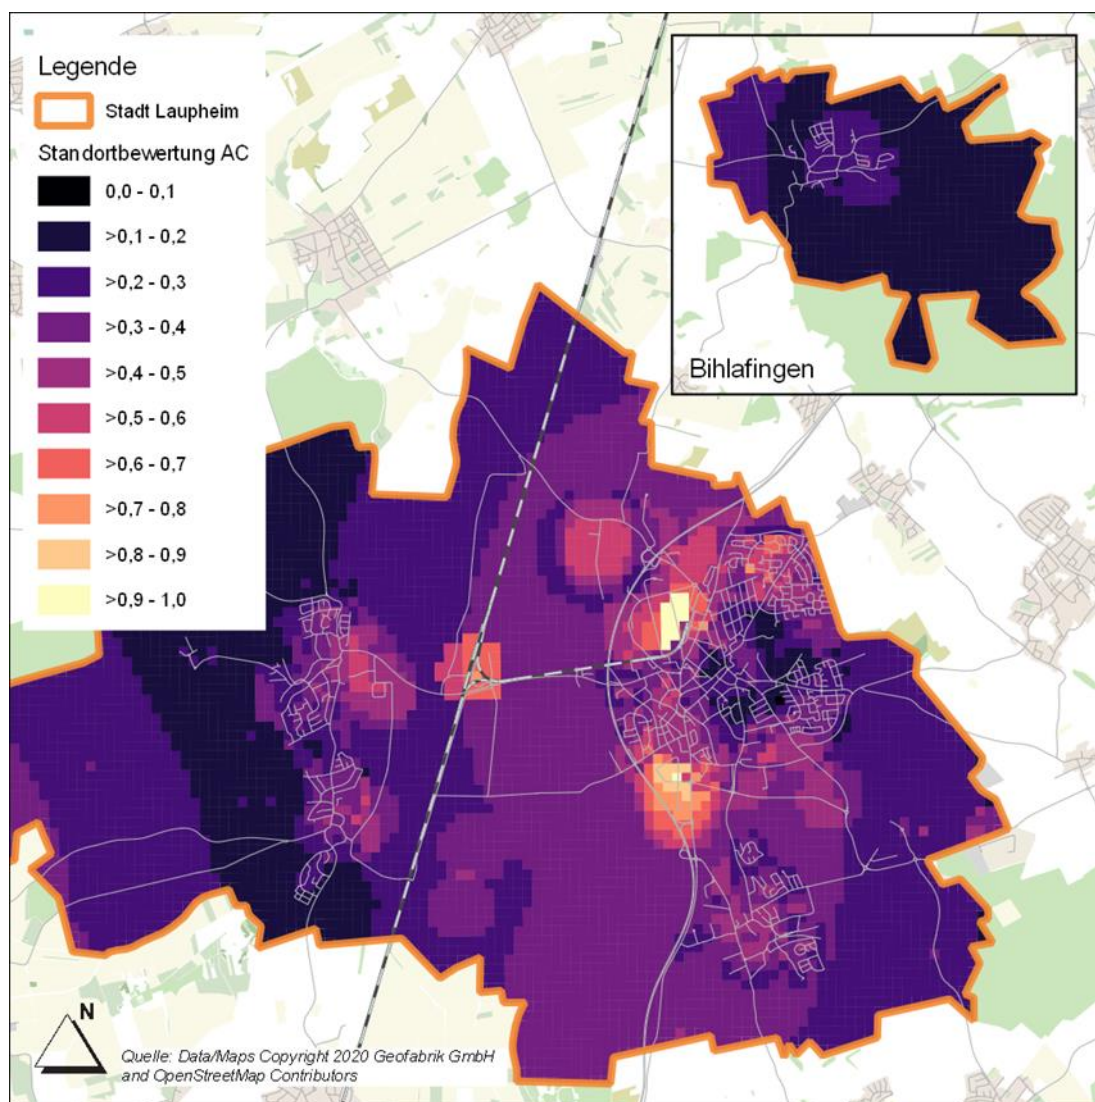 Legende
Stadt Laupheim
Standortbewertung AC
0,0 - 0,1
>0,1 - 0,2
>0,2 - 0,3
>0,3 - 0,4
>0,4 - 0,5
>0,5 - 0,6
>0,6 - 0,7
>0,7 - 0,8
>0,8 - 0,9
>0,9 - 1,0
Bihlafingen
N
Quelle: Data/Maps Copyright 2020 Geofabrik GmbH
and OpenStreetMap Contributors